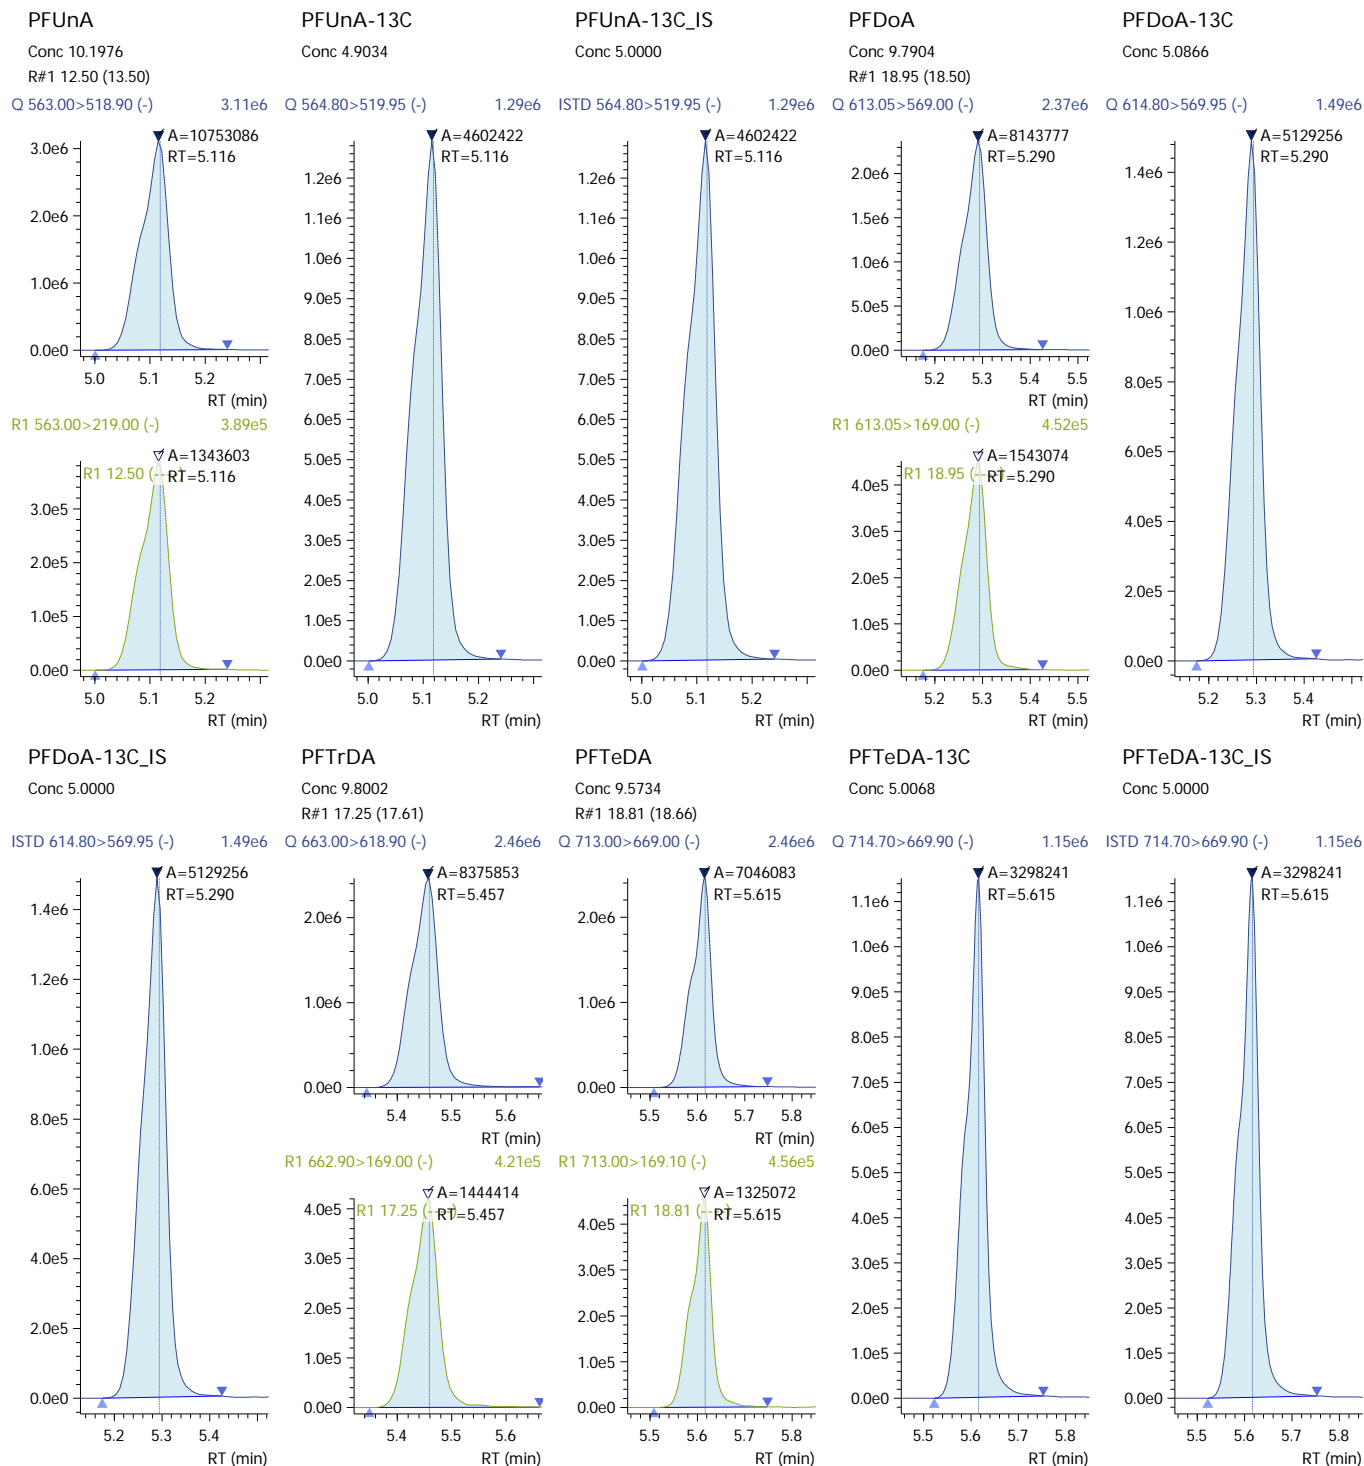 PFUnA
Conc 10.1976
R#1 12.50 (13.50)
Q 563.00>518.90 (-) 3.11e6
A=10753086
RT=5.116
3.0e6
2.0e6
1.0e6
0.0e0
5.0 5.1 5.2
RT (min)
R1 563.00>219.00 (-) 3.89e5
A=1343603
R1 12.50 (
RT=5.116
3.0e5
2.0e5
1.0e5
0.0e0
5.0 5.1 5.2
RT (min)
PFUnA-13C
Conc 4.9034
Q 564.80>519.95 (-) 1.29e6
A=4602422
RT=5.116
1.2e6
1.1e6
1.0e6
9.0e5
8.0e5
7.0e5
6.0e5
5.0e5
4.0e5
3.0e5
2.0e5
1.0e5
0.0e0
5.0 5.1 5.2
RT (min)
PFUnA-13C_IS
Conc 5.0000
ISTD 564.80>519.95 (-) 1.29e6
A=4602422
RT=5.116
1.2e6
1.1e6
1.0e6
9.0e5
8.0e5
7.0e5
6.0e5
5.0e5
4.0e5
3.0e5
2.0e5
1.0e5
0.0e0
5.0 5.1 5.2
RT (min)
PFDoA
Conc 9.7904
R#1 18.95 (18.50)
Q 613.05>569.00 (-) 2.37e6
A=8143777
RT=5.290
2.0e6
1.5e6
1.0e6
5.0e5
0.0e0
5.2 5.3 5.4 5.5
RT (min)
R1 613.05>169.00 (-) 4.52e5
A=1543074
R1 18.95 (
RT=5.290
4.0e5
3.0e5
2.0e5
1.0e5
0.0e0
5.2 5.3 5.4 5.5
RT (min)
PFDoA-13C
Conc 5.0866
Q 614.80>569.95 (-) 1.49e6
A=5129256
RT=5.290
1.4e6
1.2e6
1.0e6
8.0e5
6.0e5
4.0e5
2.0e5
0.0e0
5.2 5.3 5.4
RT (min)
PFDoA-13C_IS
Conc 5.0000
ISTD 614.80>569.95 (-) 1.49e6
A=5129256
RT=5.290
1.4e6
1.2e6
1.0e6
8.0e5
6.0e5
4.0e5
2.0e5
0.0e0
5.2 5.3 5.4
RT (min)
PFTrDA
Conc 9.8002
R#1 17.25 (17.61)
Q 663.00>618.90 (-) 2.46e6
A=8375853
RT=5.457
2.0e6
1.0e6
0.0e0
5.4 5.5 5.6
RT (min)
R1 662.90>169.00 (-) 4.21e5
A=1444414
R1 17.25 (
RT=5.457
4.0e5
3.0e5
2.0e5
1.0e5
0.0e0
5.4 5.5 5.6
RT (min)
PFTeDA
Conc 9.5734
R#1 18.81 (18.66)
Q 713.00>669.00 (-) 2.46e6
A=7046083
RT=5.615
2.0e6
1.0e6
0.0e0
5.5 5.6 5.7 5.8
RT (min)
R1 713.00>169.10 (-) 4.56e5
A=1325072
R1 18.81 (
RT=5.615
4.0e5
3.0e5
2.0e5
1.0e5
0.0e0
5.5 5.6 5.7 5.8
RT (min)
PFTeDA-13C
Conc 5.0068
Q 714.70>669.90 (-) 1.15e6
A=3298241
RT=5.615
1.1e6
1.0e6
9.0e5
8.0e5
7.0e5
6.0e5
5.0e5
4.0e5
3.0e5
2.0e5
1.0e5
0.0e0
5.5 5.6 5.7 5.8
RT (min)
PFTeDA-13C_IS
Conc 5.0000
ISTD 714.70>669.90 (-) 1.15e6
A=3298241
RT=5.615
1.1e6
1.0e6
9.0e5
8.0e5
7.0e5
6.0e5
5.0e5
4.0e5
3.0e5
2.0e5
1.0e5
0.0e0
5.5 5.6 5.7 5.8
RT (min)